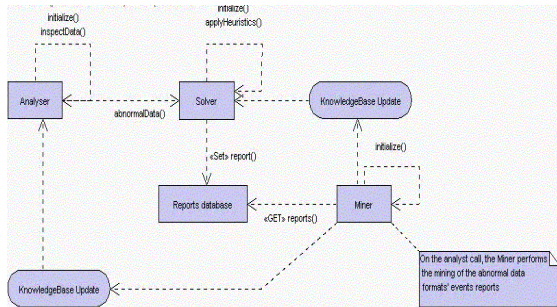 initialize()
inspectData()
initialize()
applyHeuristics()
Analyser
Solver
KnowledgeBase Update
abnormalData()
initialize()
«Set» report()
Reports database
Miner
«GET» reports()
On the analyst call, the Miner performs
the mining of the abnormal data
formats' events reports
KnowledgeBase Update